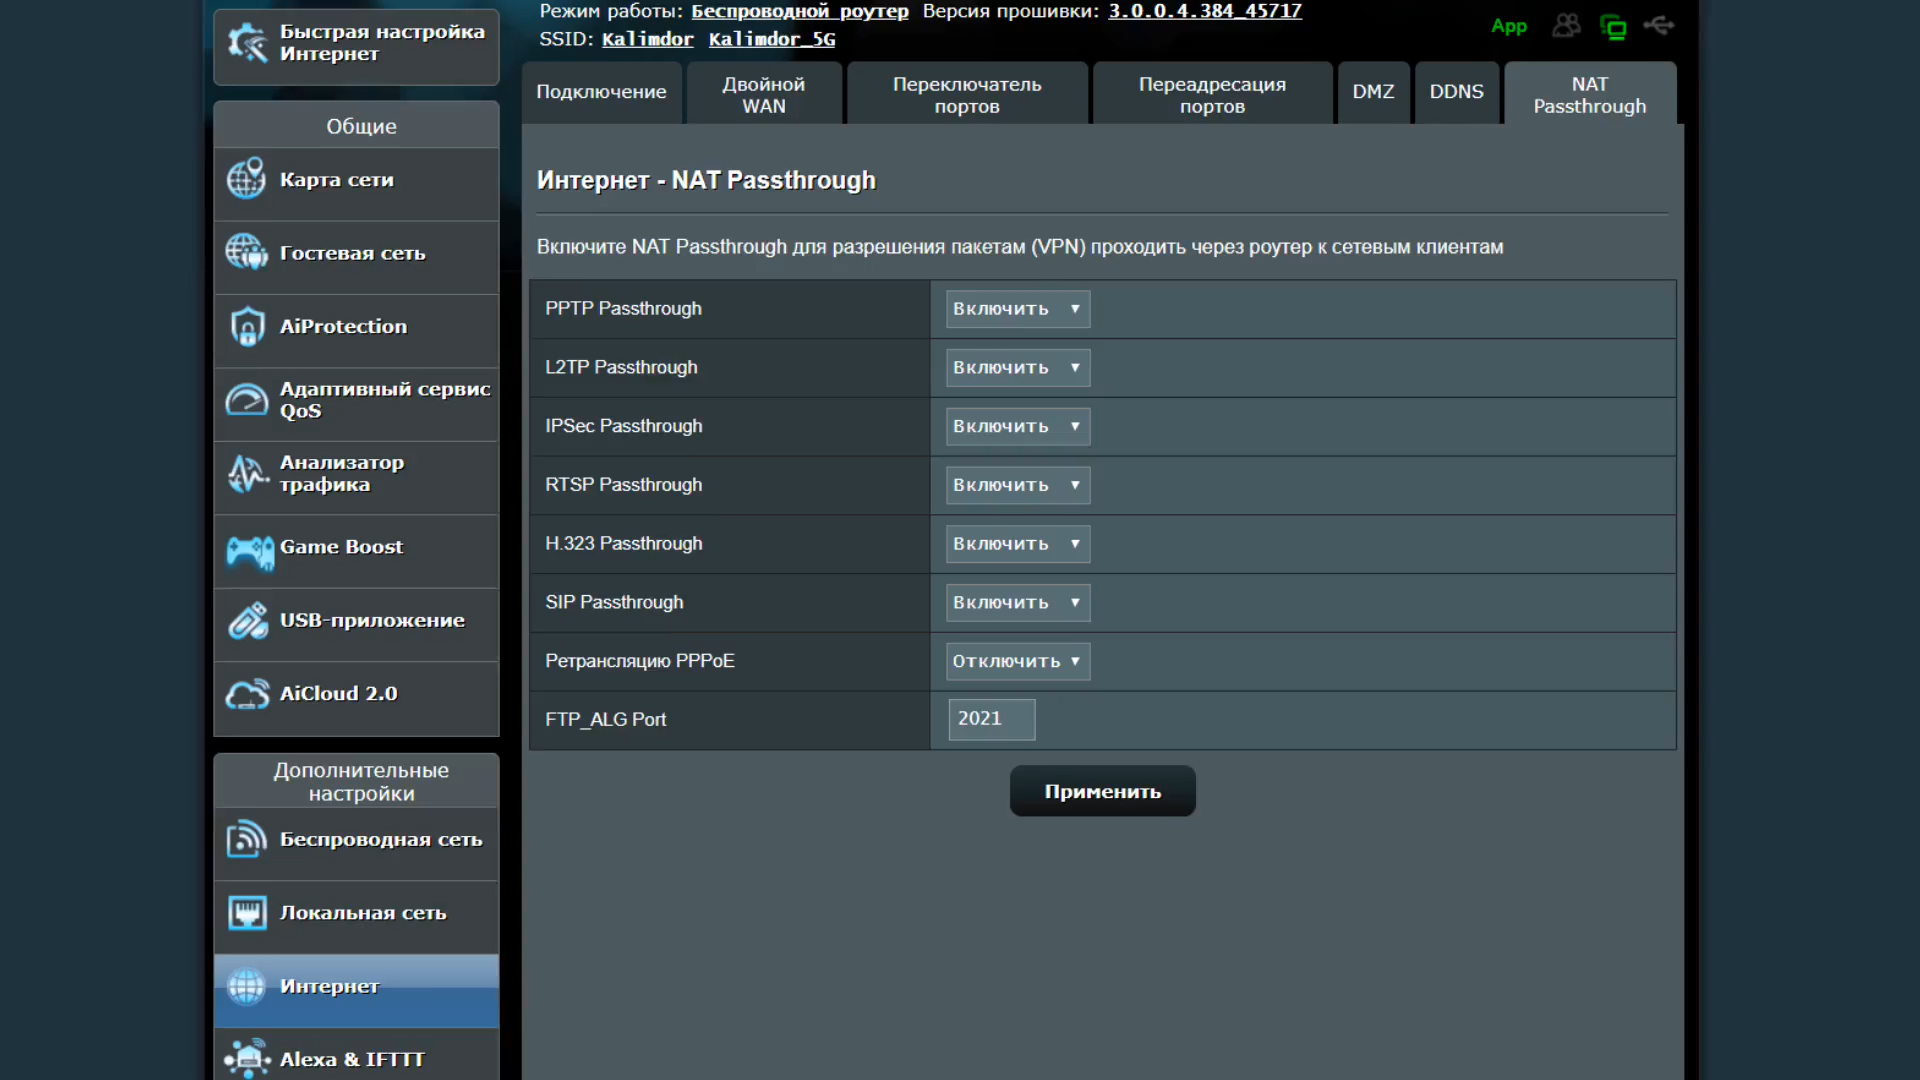 Режим работы: Беспроводной роутер Версия прошивки: 3.0.0.4.384_45717
SSID: Kalimdor Kalimdor_5G
App
Быстрая настройка
Интернет
Общие
Карта сети
Гостевая сеть
AiProtection
Адаптивный сервис
QoS
Анализатор
трафика
Game Boost
USB-приложение
AiCloud 2.0
Дополнительные
настройки
Беспроводная сеть
Локальная сеть
Интернет
Alexa & IFTTT
Подключение
Двойной
WAN
Переключатель
портов
Переадресация
портов
DMZ
DDNS
NAT
Passthrough
Интернет - NAT Passthrough
Включите NAT Passthrough для разрешения пакетам (VPN) проходить через роутер к сетевым клиентам
PPTP Passthrough Включить
L2TP Passthrough Включить
IPSec Passthrough Включить
RTSP Passthrough Включить
H.323 Passthrough Включить
SIP Passthrough Включить
Ретрансляцию PPPoE Отключить
FTP_ALG Port 2021
Применить